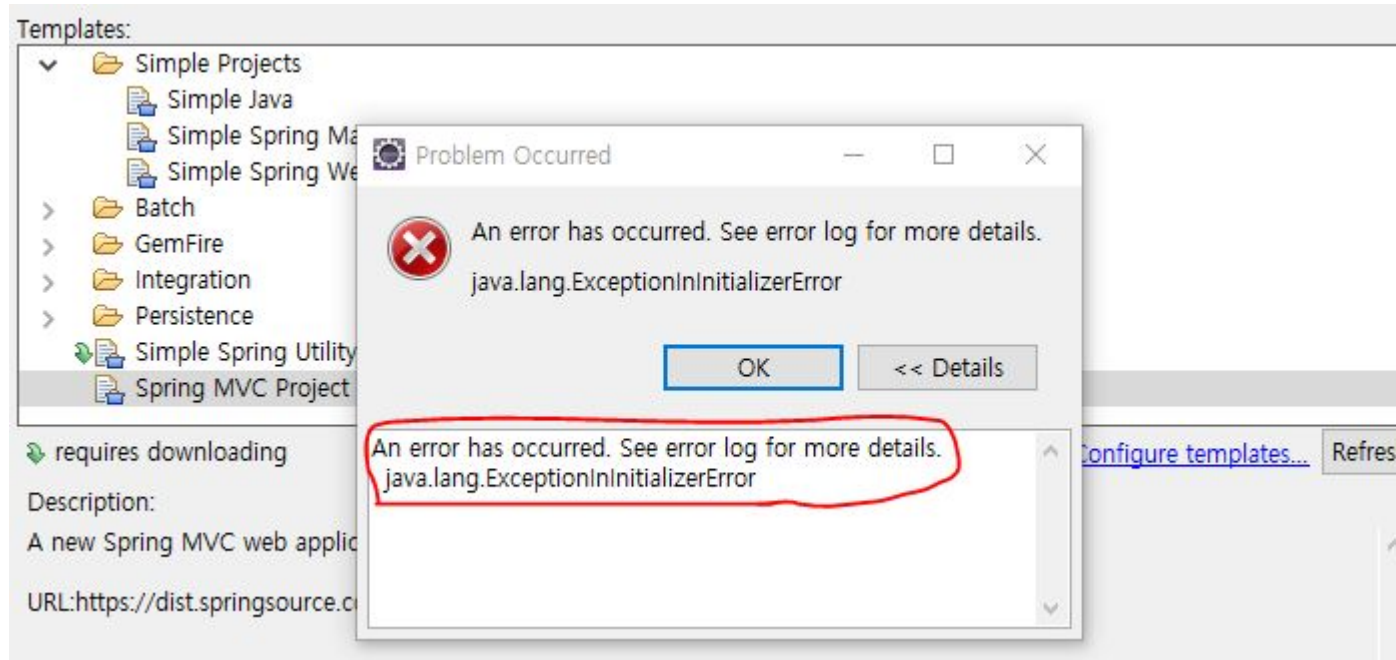 Templates:
Simple Projects
Simple Java
Simple Spring Ma
Simple Spring We
Batch
GemFire
Integration
Persistence
Simple Spring Utility
Spring MVC Project
requires downloading
Configure templates... Refres
Description:
A new Spring MVC web applic
URL:https://dist.springsource.c
Problem Occurred
An error has occurred. See error log for more details.
java.lang.ExceptionInInitializerError
OK << Details
An error has occurred. See error log for more details.
java.lang.ExceptionInInitializerError